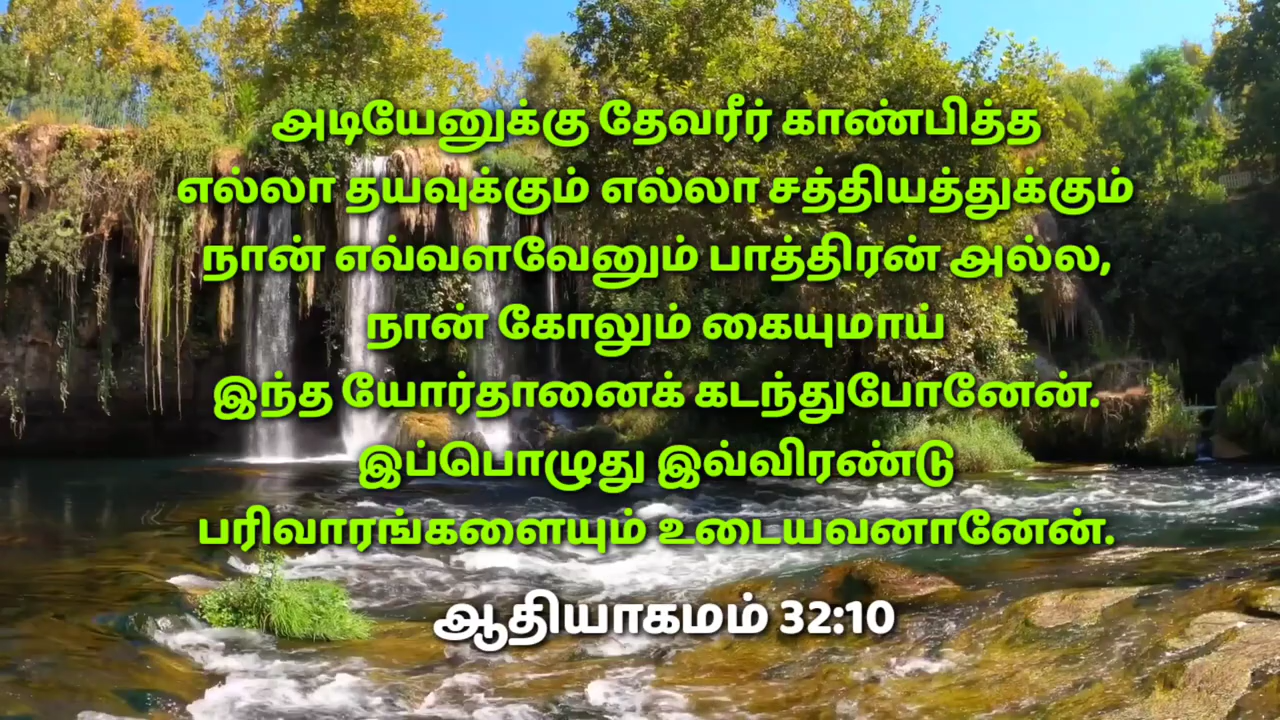 அடியேனுக்கு தேவரீர் காண்பித்த
எல்லா தயவுக்கும் எல்லா சத்தியத்துக்கும்
நான் எவ்வளவேனும் பாத்திரன் அல்ல,
நான் கோலும் கையுமாய்
இந்த யோர்தானைக் கடந்துபோனேன்.
இப்பொழுது இவ்விரண்டு
பரிவாரங்களையும் உடையவனானேன்.
ஆதியாகமம் 32:10